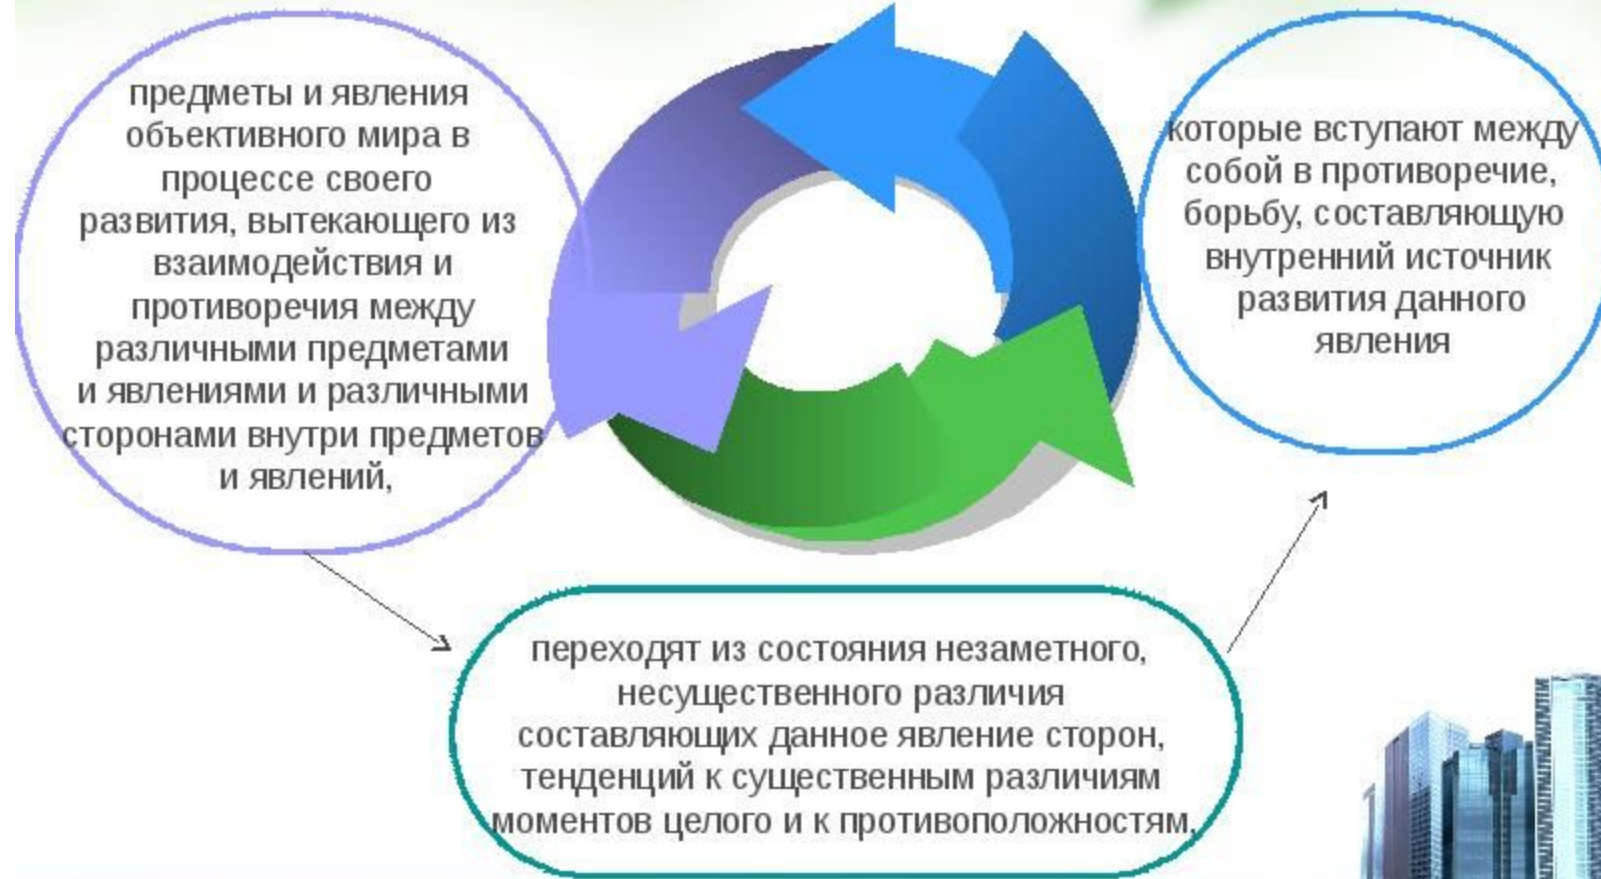 предметы и явления
объективного мира в
процессе своего
развития, вытекающего из
взаимодействия и
противоречия между
различными предметами
и явлениями и различными
сторонами внутри предметов
и явлений,
переходят из состояния незаметного,
несущественного различия
составляющих данное явление сторон,
тенденций к существенным различиям
моментов целого и к противоположностям,
которые вступают между
собой в противоречие,
борьбу, составляющую
внутренний источник
развития данного
явления